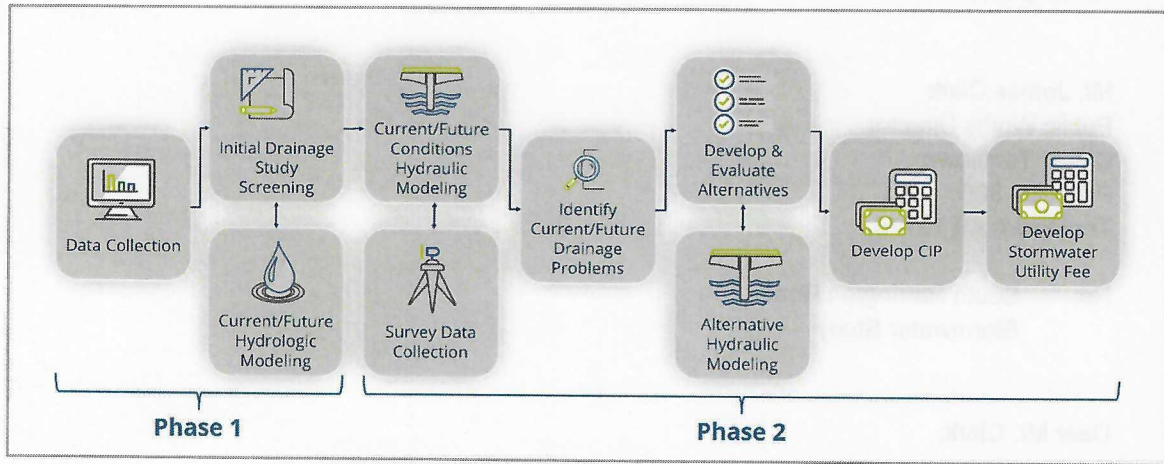 Data Collection
Initial Drainage
Study
Screening
Current/Future
Hydrologic
Modeling
Current/Future
Conditions
Hydraulic
Modeling
Survey Data
Collection
Identify
Current/Future
Drainage
Problems
Develop &
Evaluate
Alternatives
Alternative
Hydraulic
Modeling
Develop CIP
Develop
Stormwater
Utility Fee
Phase 1
Phase 2